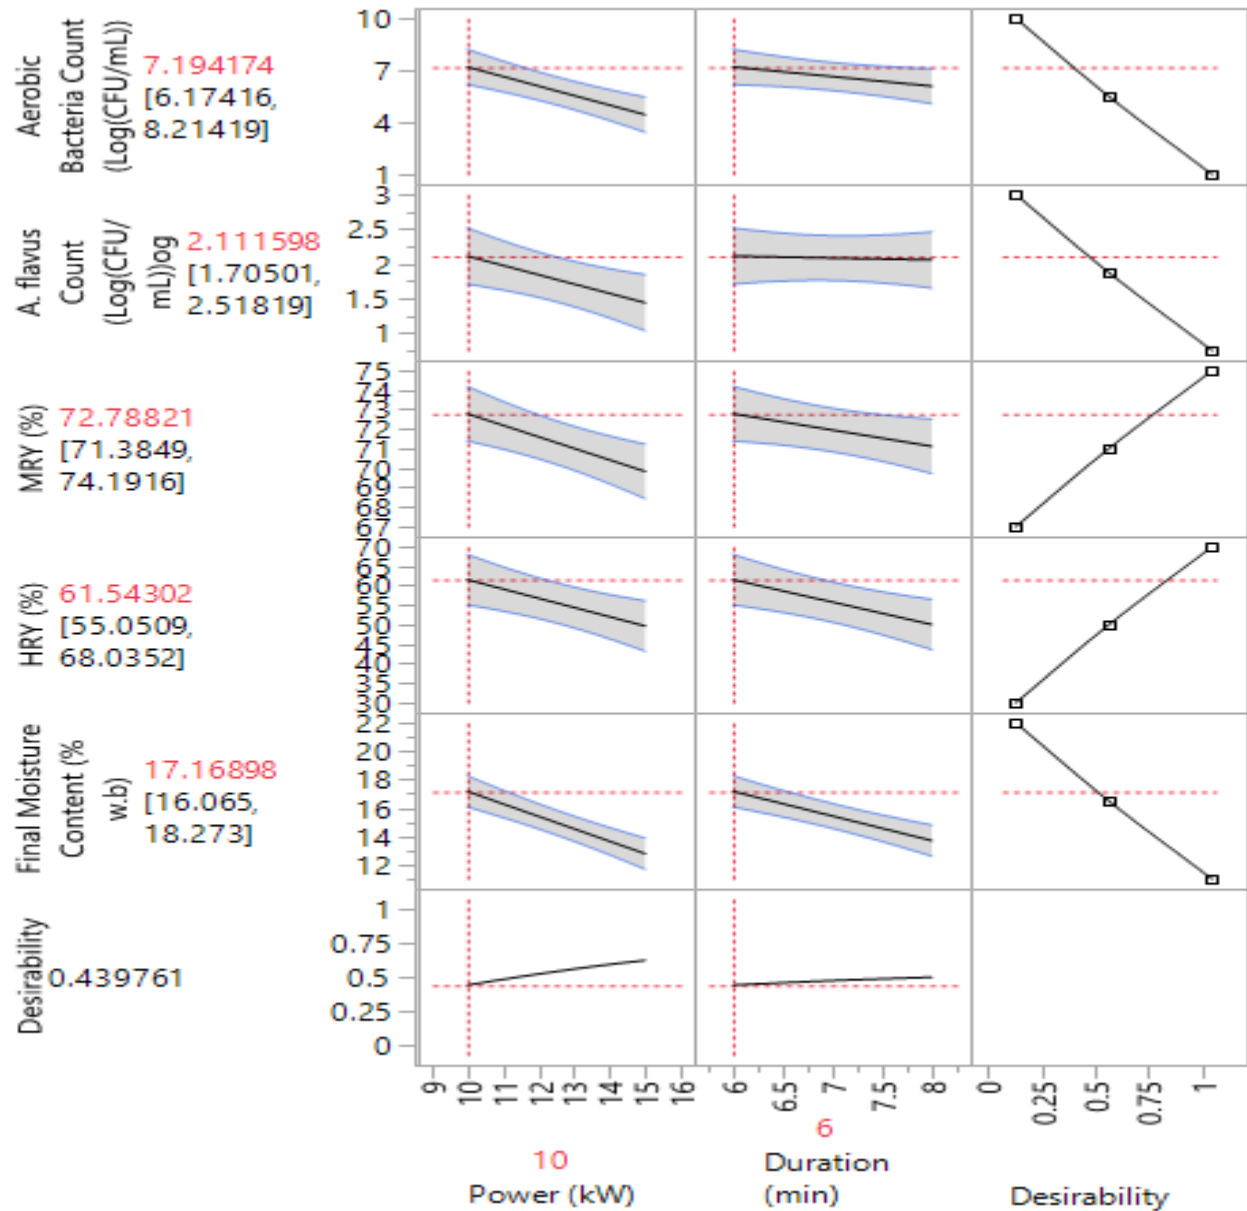 Aerobic
Bacteria Count
(Log(CFU/mL))
7.194174
[6.17416,
8.21419]
10
7
4
1
A. flavus
Count
(Log(CFU/
mL))og
2.111598
[1.70501,
2.51819]
3
2.5
2
1.5
1
MRY (%)
72.78821
[71.3849,
74.1916]
75
74
73
72
71
70
69
68
67
HRY (%)
61.54302
[55.0509,
68.0352]
70
65
60
55
50
45
40
35
30
Final Moisture
Content (%
w.b)
17.16898
[16.065,
18.273]
22
20
18
16
14
12
Desirability
0.439761
1
0.75
0.5
0.25
0
9 10 11 12 13 14 15 16
10
Power (kW)
6 6.5 7 7.5 8
6
Duration
(min)
0 0.25 0.5 0.75 1
Desirability